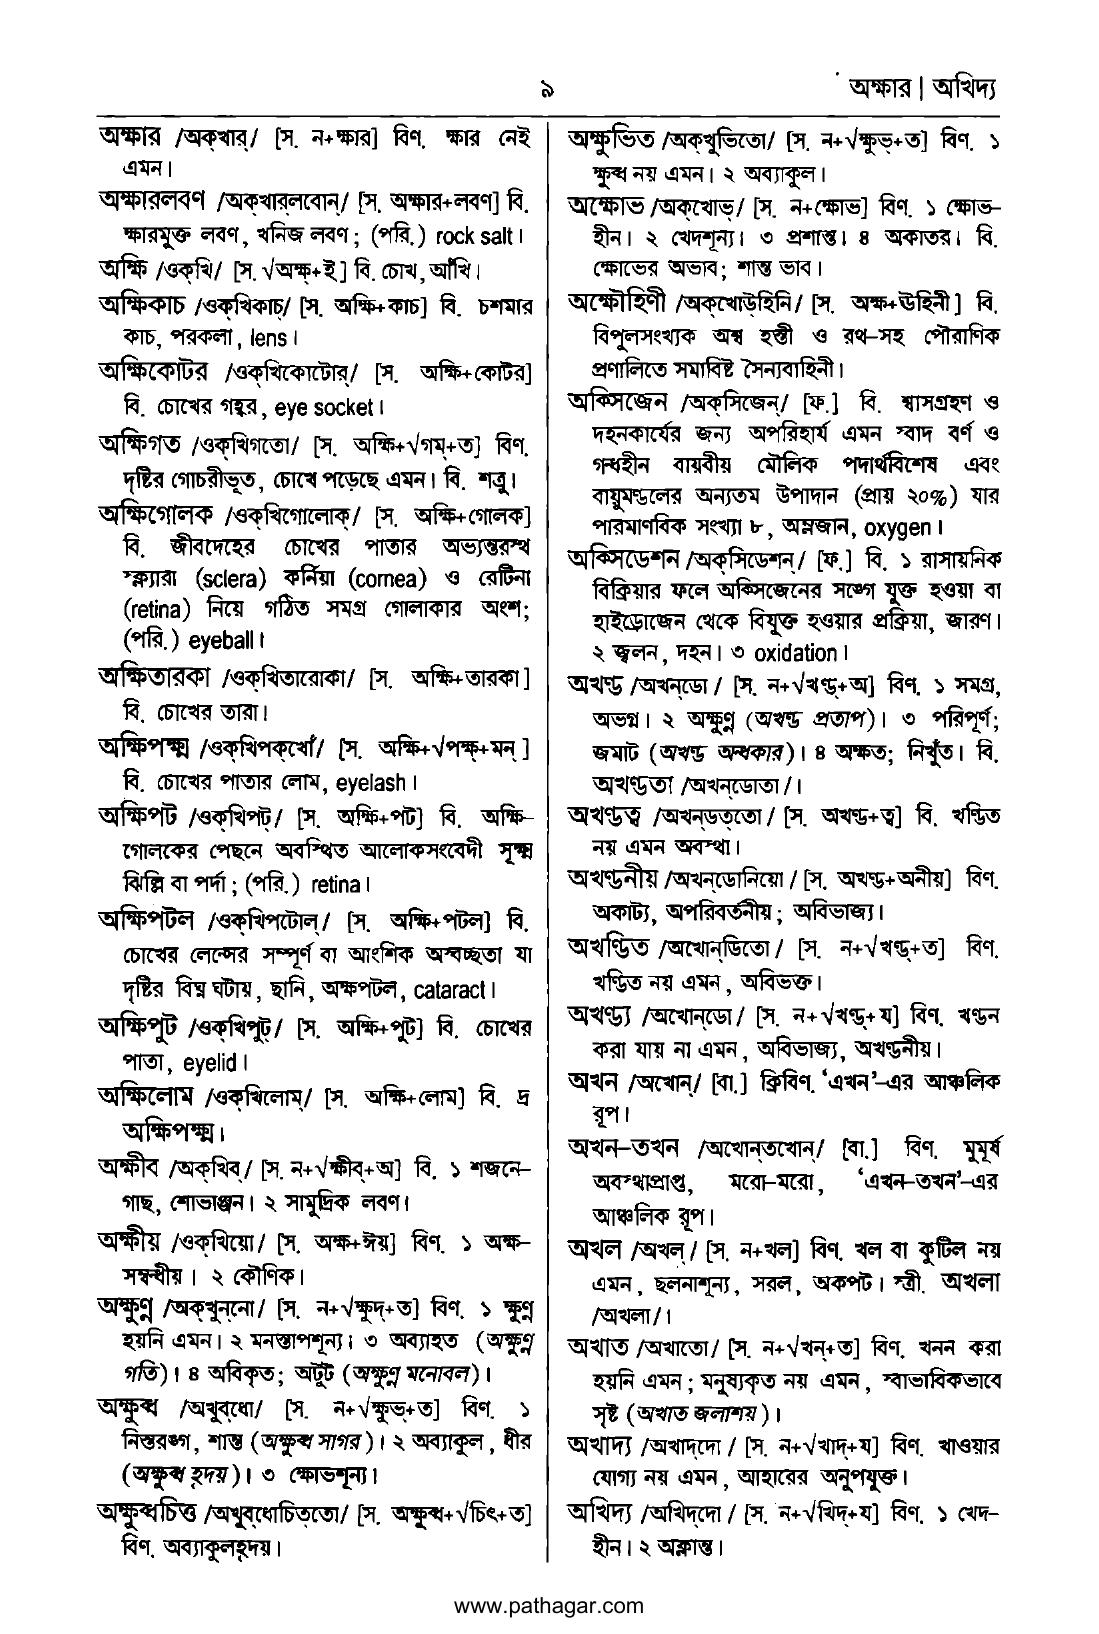 ৯
অক্ষার | অখিদ্য
অক্ষার /অক্‌খার্/ [স. ন+ক্ষার] বিণ. ক্ষার নেই
এমন।
অক্ষারলবণ /অক্‌খার্‌লবোন্/ [স. অক্ষার+লবণ] বি.
ক্ষারমুক্ত লবণ, খনিজ লবণ; (পরি.) rock salt।
অক্ষি /ওক্‌খি/ [স. √অক্ষ্+ই] বি. চোখ, আঁখি।
অক্ষিকাচ /ওক্‌খিকাচ্/ [স. অক্ষি+কাচ] বি. চশমার
কাচ, পরকলা, lens।
অক্ষিকোটর /ওক্‌খিকোটোর্/ [স. অক্ষি+কোটর]
বি. চোখের গহ্বর, eye socket।
অক্ষিগত /ওক্‌খিগতো/ [স. অক্ষি+√গম্+ত] বিণ.
দৃষ্টির গোচরীভূত, চোখে পড়েছে এমন। বি. শত্রু।
অক্ষিগোলক /ওক্‌খিগোলোক্/ [স. অক্ষি+গোলক]
বি. জীবদেহের চোখের পাতার অভ্যন্তরস্থ
স্ক্ল্যারা (sclera) কর্নিয়া (cornea) ও রেটিনা
(retina) নিয়ে গঠিত সমগ্র গোলাকার অংশ;
(পরি.) eyeball।
অক্ষিতারকা /ওক্‌খিতারোকা/ [স. অক্ষি+তারকা]
বি. চোখের তারা।
অক্ষিপক্ষ্ম /ওক্‌খিপক্‌খোঁ/ [স. অক্ষি+√পক্ষ্+মন্]
বি. চোখের পাতার লোম, eyelash।
অক্ষিপট /ওক্‌খিপট্/ [স. অক্ষি+পট] বি. অক্ষি–
গোলকের পেছনে অবস্থিত আলোকসংবেদী সূক্ষ্ম
ঝিল্লি বা পর্দা; (পরি.) retina।
অক্ষিপটল /ওক্‌খিপটোল্/ [স. অক্ষি+পটল] বি.
চোখের লেন্সের সম্পূর্ণ বা আংশিক অস্বচ্ছতা যা
দৃষ্টির বিঘ্ন ঘটায়, ছানি, অক্ষপটল, cataract।
অক্ষিপুট /ওক্‌খিপুট্/ [স. অক্ষি+পুট] বি. চোখের
পাতা, eyelid।
অক্ষিলোম /ওক্‌খিলোম্/ [স. অক্ষি+লোম] বি. দ্র
অক্ষিপক্ষ্ম।
অক্ষীব /অক্‌খিব্/ [স. ন+√ক্ষীব্+অ] বি. ১ শজনে–
গাছ, শোভাঞ্জন। ২ সামুদ্রিক লবণ।
অক্ষীয় /ওক্‌খিয়ো/ [স. অক্ষ+ঈয়] বিণ. ১ অক্ষ–
সম্বন্ধীয়। ২ কৌণিক।
অক্ষুণ্ণ /অক্‌খুন্‌নো/ [স. ন+√ক্ষুদ্+ত] বিণ. ১ ক্ষুণ্ণ
হয়নি এমন। ২ মনস্তাপশূন্য। ৩ অব্যাহত (অক্ষুণ্ণ
গতি)। ৪ অবিকৃত; অটুট (অক্ষুণ্ণ মনোবল)।
অক্ষুব্ধ /অখুব্‌ধো/ [স. ন+√ক্ষুভ্+ত] বিণ. ১
নিস্তরঙ্গ, শান্ত (অক্ষুব্ধ সাগর)। ২ অব্যাকুল, ধীর
(অক্ষুব্ধ হৃদয়)। ৩ ক্ষোভশূন্য।
অক্ষুব্ধচিত্ত /অখুব্‌ধোচিত্‌তো/ [স. অক্ষুব্ধ+√চিৎ+ত]
বিণ. অব্যাকুলহৃদয়।
অক্ষুভিত /অক্‌খুভিতো/ [স. ন+√ক্ষুভ্+ত] বিণ. ১
ক্ষুব্ধ নয় এমন। ২ অব্যাকুল।
অক্ষোভ /অক্‌খোভ্/ [স. ন+ক্ষোভ] বিণ. ১ ক্ষোভ–
হীন। ২ খেদশূন্য। ৩ প্রশান্ত। ৪ অকাতর। বি.
ক্ষোভের অভাব; শান্ত ভাব।
অক্ষৌহিণী /অক্‌খোউহিনি/ [স. অক্ষ+ঊহিনী] বি.
বিপুলসংখ্যক অশ্ব হস্তী ও রথ–সহ পৌরাণিক
প্রণালিতে সমাবিষ্ট সৈন্যবাহিনী।
অক্সিজেন /অক্‌সিজেন্/ [ফ.] বি. শ্বাসগ্রহণ ও
দহনকার্যের জন্য অপরিহার্য এমন স্বাদ বর্ণ ও
গন্ধহীন বায়বীয় মৌলিক পদার্থবিশেষ এবং
বায়ুমণ্ডলের অন্যতম উপাদান (প্রায় ২০%) যার
পারমাণবিক সংখ্যা ৮, অম্লজান, oxygen।
অক্সিডেশন /অক্‌সিডেশন্/ [ফ.] বি. ১ রাসায়নিক
বিক্রিয়ার ফলে অক্সিজেনের সঙ্গে যুক্ত হওয়া বা
হাইড্রোজেন থেকে বিযুক্ত হওয়ার প্রক্রিয়া, জারণ।
২ জ্বলন, দহন। ৩ oxidation।
অখণ্ড /অখন্‌ডো/ [স. ন+√খণ্ড্+অ] বিণ. ১ সমগ্র,
অভগ্ন। ২ অক্ষুণ্ণ (অখণ্ড প্রতাপ)। ৩ পরিপূর্ণ;
জমাট (অখণ্ড অন্ধকার)। ৪ অক্ষত; নিখুঁত। বি.
অখণ্ডতা /অখন্‌ডোতা/।
অখণ্ডত্ব /অখন্‌ডত্‌তো/ [স. অখণ্ড+ত্ব] বি. খণ্ডিত
নয় এমন অবস্থা।
অখণ্ডনীয় /অখন্‌ডোনিয়ো/ [স. অখণ্ড+অনীয়] বিণ.
অকাট্য, অপরিবর্তনীয়; অবিভাজ্য।
অখণ্ডিত /অখোন্‌ডিতো/ [স. ন+√খণ্ড্+ত] বিণ.
খণ্ডিত নয় এমন, অবিভক্ত।
অখণ্ড্য /অখোন্‌ডো/ [স. ন+√খণ্ড্+য] বিণ. খণ্ডন
করা যায় না এমন, অবিভাজ্য, অখণ্ডনীয়।
অখন /অখোন্/ [বা.] ক্রিবিণ. ‘এখন’–এর আঞ্চলিক
রূপ।
অখন–তখন /অখোন্‌তখোন্/ [বা.] বিণ. মুমূর্ষ
অবস্থাপ্রাপ্ত, মরো–মরো, ‘এখন–তখন’–এর
আঞ্চলিক রূপ।
অখল /অখল্/ [স. ন+খল] বিণ. খল বা কুটিল নয়
এমন, ছলনাশূন্য, সরল, অকপট। স্ত্রী. অখলা
/অখলা/।
অখাত /অখাতো/ [স. ন+√খন্+ত] বিণ. খনন করা
হয়নি এমন; মনুষ্যকৃত নয় এমন, স্বাভাবিকভাবে
সৃষ্ট (অখাত জলাশয়)।
অখাদ্য /অখাদ্‌দো/ [স. ন+√খাদ্+য] বিণ. খাওয়ার
যোগ্য নয় এমন, আহারের অনুপযুক্ত।
অখিদ্য /অখিদ্‌দো/ [স. ন+√খিদ্+য] বিণ. ১ খেদ–
হীন। ২ অক্লান্ত।
www.pathagar.com